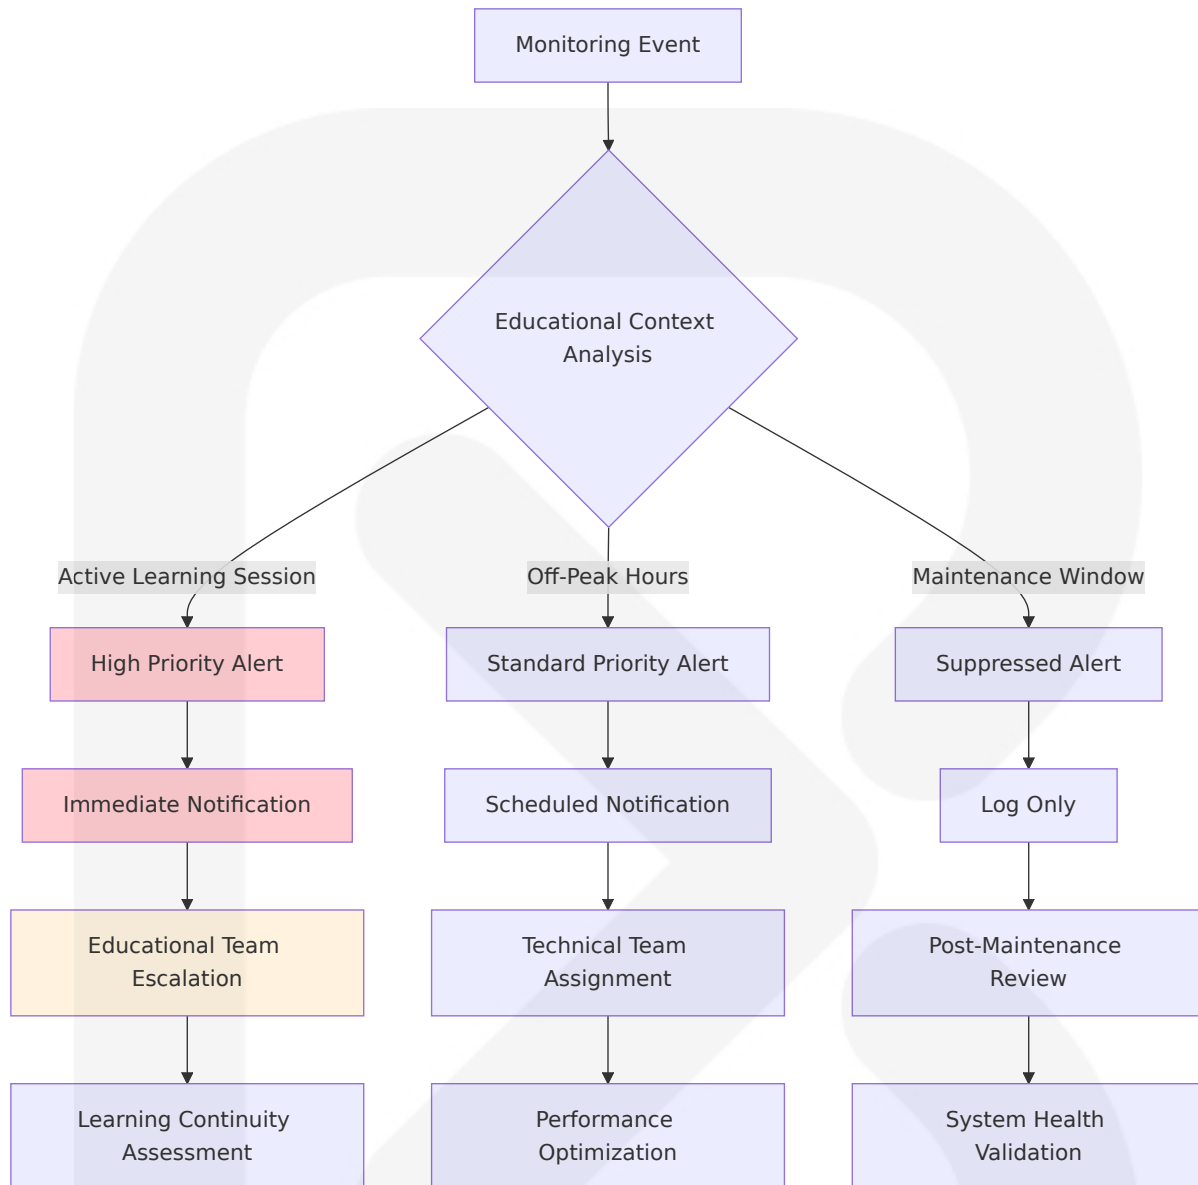 Monitoring Event
Educational Context
Analysis
Active Learning Session
Off-Peak Hours
Maintenance Window
High Priority Alert
Standard Priority Alert
Suppressed Alert
Immediate Notification
Scheduled Notification
Log Only
Educational Team
Escalation
Technical Team
Assignment
Post-Maintenance
Review
Learning Continuity
Assessment
Performance
Optimization
System Health
Validation